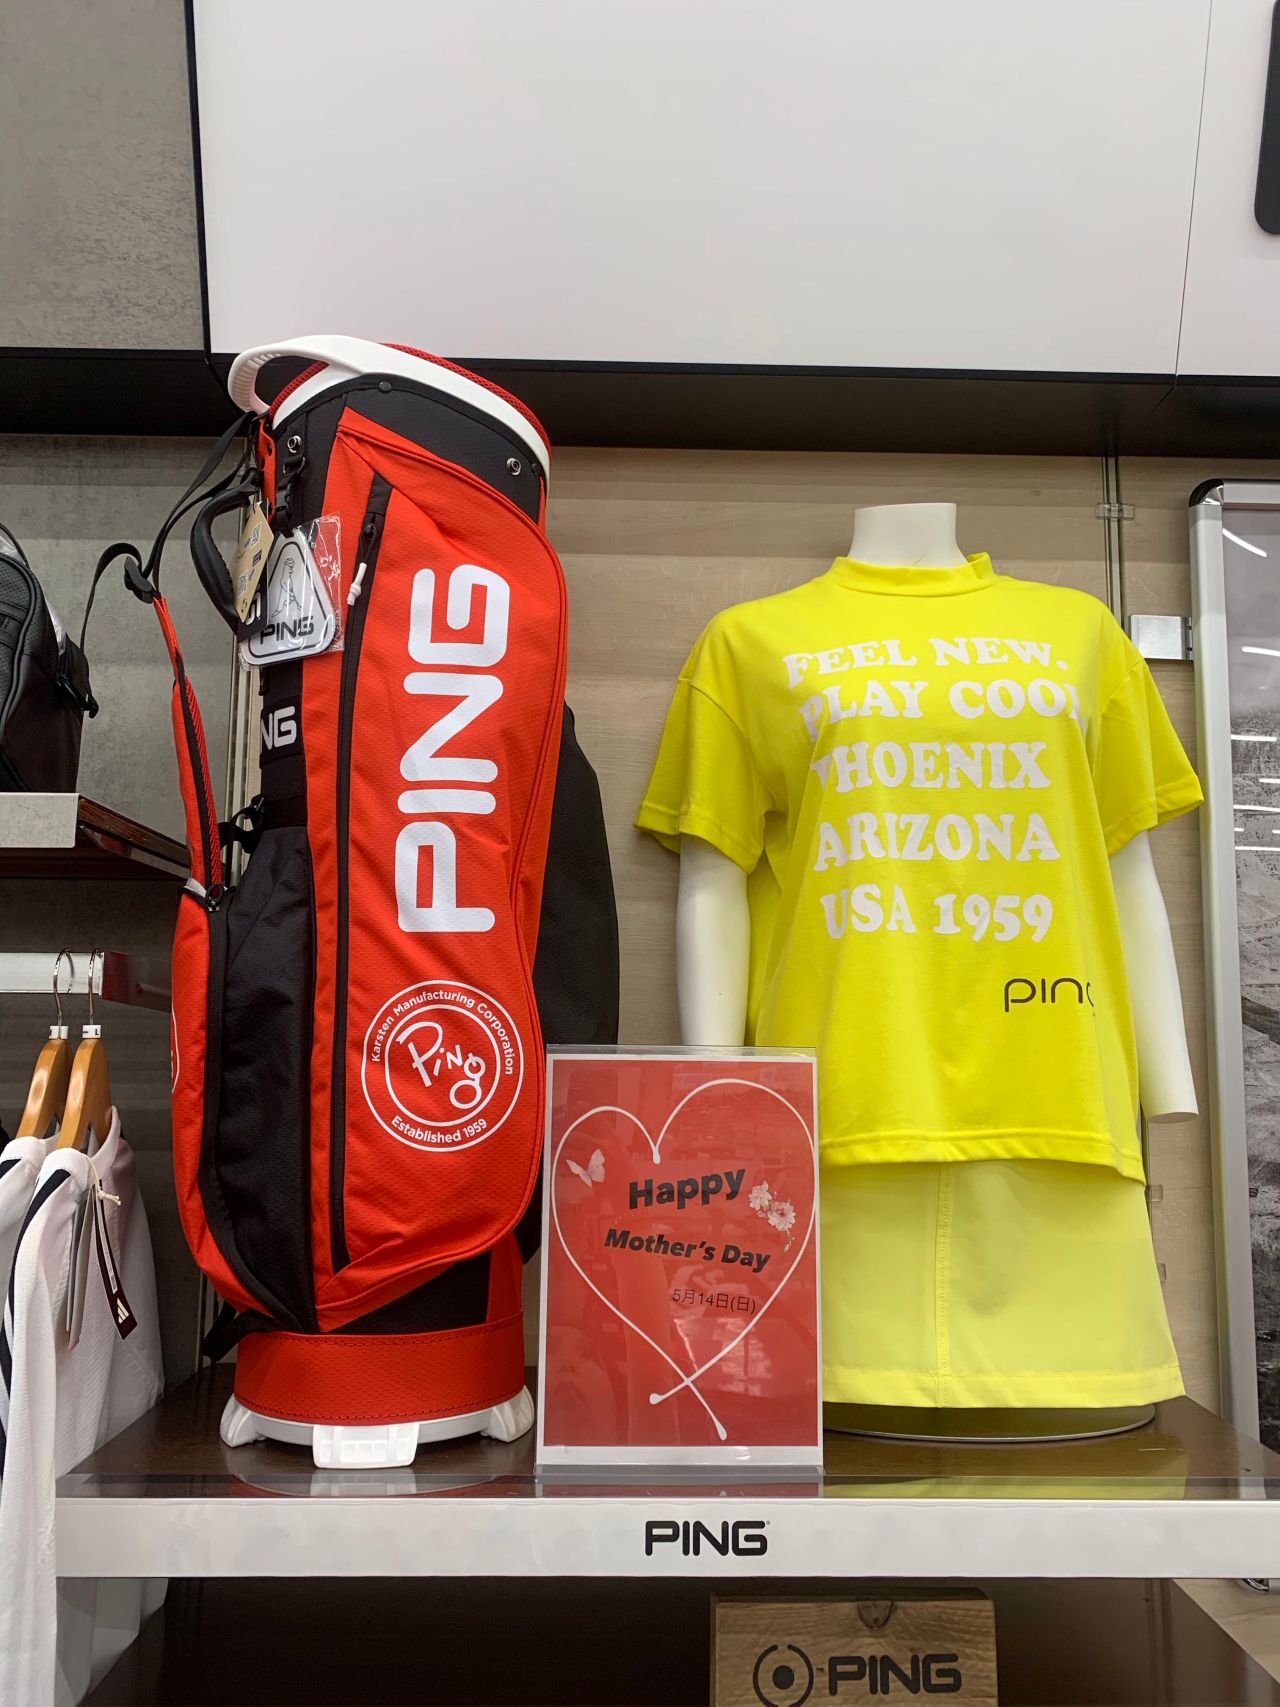 PING
PING
NG
Karsten Manufacturing Corporation
PiNG
Established 1959
FEEL NEW.
PLAY COOL
PHOENIX
ARIZONA
USA 1959
ping
Happy
Mother's Day
5月14日(日)
PING
PING
L